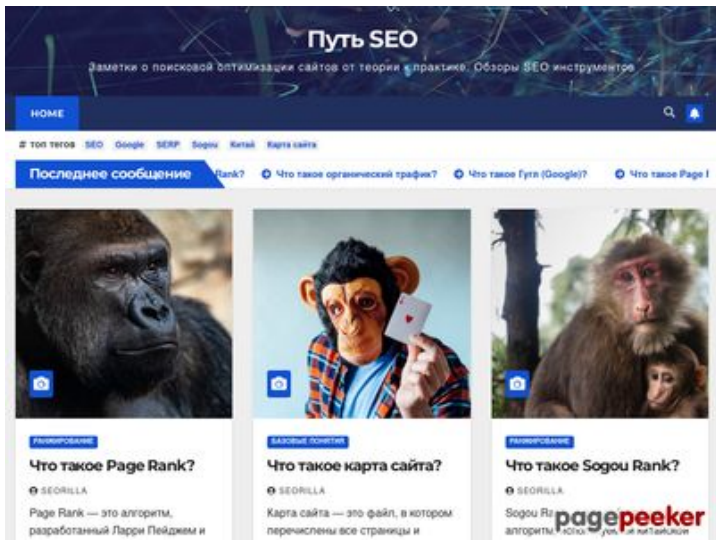 Путь SEO
Заметки о поисковой оптимизации сайтов от теории к практике. Обзоры SEO инструментов
HOME
# ТОП ТЕГОВ SEO Google SERP Sogou Китай Карта сайта
Последнее сообщение Rank? Что такое органический трафик? Что такое Гугл (Google)? Что такое Page
РАНЖИРОВАНИЕ
Что такое Page Rank?
SEORILLA
Page Rank — это алгоритм,
разработанный Ларри Пейджем и
БАЗОВЫЕ ПОНЯТИЯ
Что такое карта сайта?
SEORILLA
Карта сайта — это файл, в котором
перечислены все страницы и
РАНЖИРОВАНИЕ
Что такое Sogou Rank?
SEORILLA
Sogou
pagepeeker